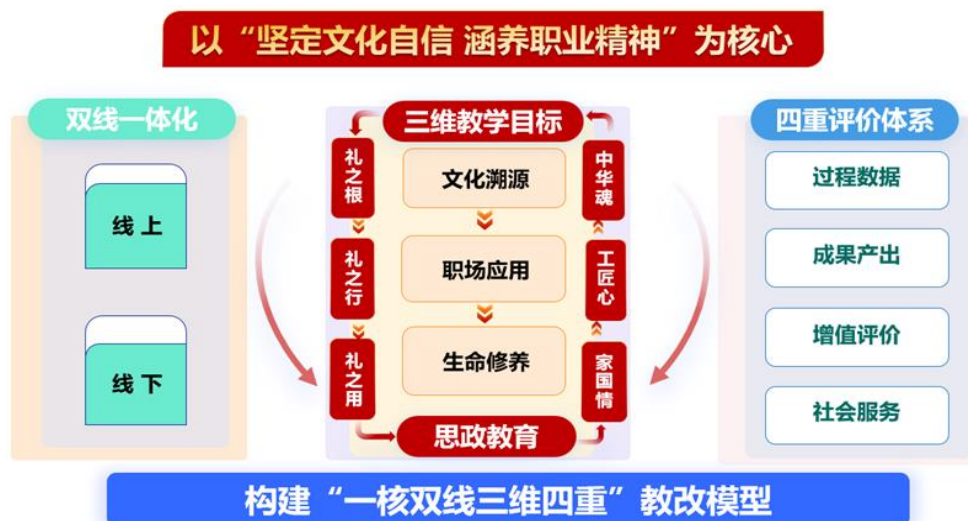 以“坚定文化自信 涵养职业精神”为核心
双线一体化
线上
线下
三维教学目标
礼之根
礼之行
礼之用
文化溯源
职场应用
生命修养
中华魂
工匠心
家国情
思政教育
四重评价体系
过程数据
成果产出
增值评价
社会服务
构建“一核双线三维四重”教改模型